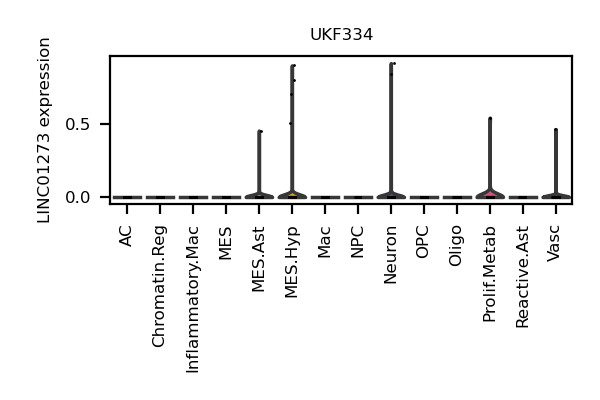 UKF334
LINC01273 expression
0.5
0.0
AC
Chromatin.Reg
Inflammatory.Mac
MES
MES.Ast
MES.Hyp
Mac
NPC
Neuron
OPC
Oligo
Prolif.Metab
Reactive.Ast
Vasc